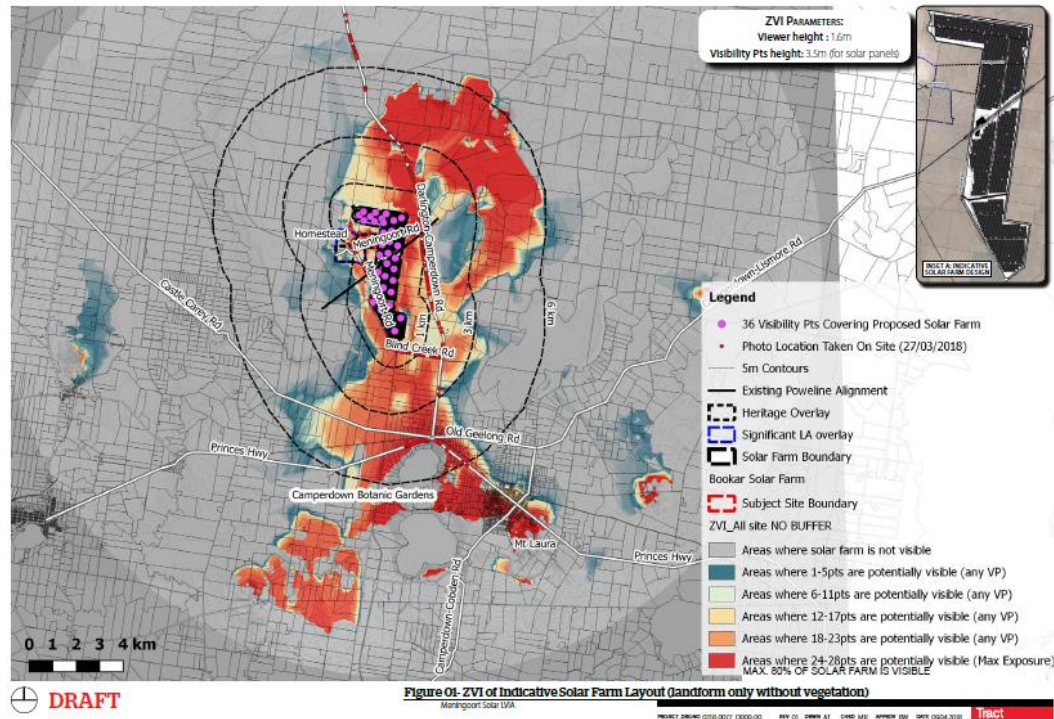 ZVI PARAMETERS:
Viewer height : 1.6m
Visibility Pts height: 3.5m (for solar panels)
INSET A: INDICATIVE
SOLAR FARM DESIGN
Homestead
Meningoort Rd
Meningoort Rd
Darlington-Camperdown Rd
1 km
3 km
6 km
Blind Creek Rd
Castle Carey Rd
-Lismore Rd
Old Geelong Rd
Princes Hwy
Camperdown Botanic Gardens
Mt Laura
Princes Hwy
Camperdown-Cobden Rd
Legend
36 Visibility Pts Covering Proposed Solar Farm
Photo Location Taken On Site (27/03/2018)
5m Contours
Existing Poweline Alignment
Heritage Overlay
Significant LA overlay
Solar Farm Boundary
Bookar Solar Farm
Subject Site Boundary
ZVI_All site NO BUFFER
Areas where solar farm is not visible
Areas where 1-5pts are potentially visible (any VP)
Areas where 6-11pts are potentially visible (any VP)
Areas where 12-17pts are potentially visible (any VP)
Areas where 18-23pts are potentially visible (any VP)
Areas where 24-28pts are potentially visible (Max Exposure)
MAX. 80% OF SOLAR FARM IS VISIBLE
0 1 2 3 4 km
DRAFT
Figure 01- ZVI of Indicative Solar Farm Layout (landform only without vegetation)
Meningoort Solar LVIA
Tract